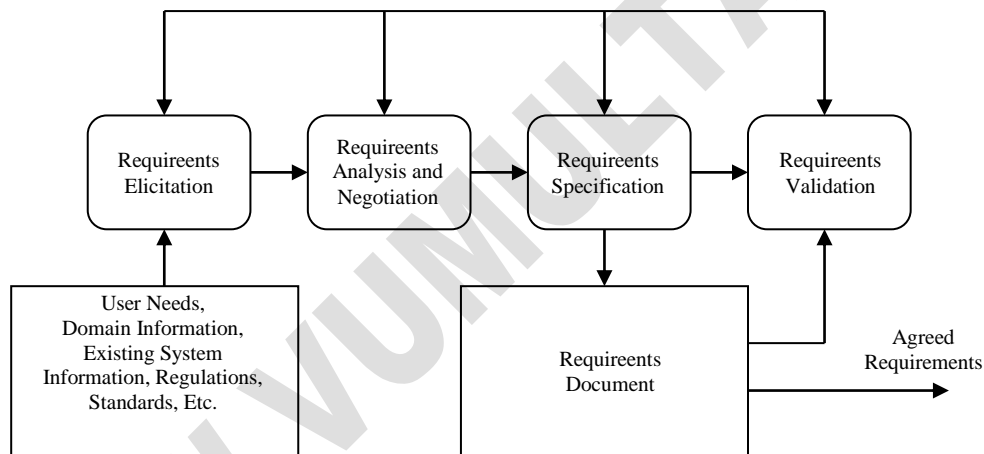 Requireents
Elicitation
Requireents
Analysis and
Negotiation
Requireents
Specification
Requireents
Validation
User Needs,
Domain Information,
Existing System
Information, Regulations,
Standards, Etc.
Requireents
Document
Agreed
Requirements
VUMULTA